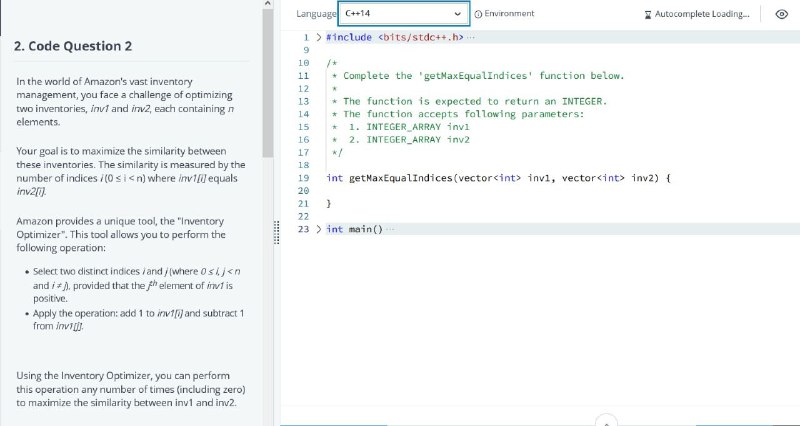 Language C++14 Environment Autocomplete Loading...
2. Code Question 2
In the world of Amazon's vast inventory
management, you face a challenge of optimizing
two inventories, inv1 and inv2, each containing n
elements.
Your goal is to maximize the similarity between
these inventories. The similarity is measured by the
number of indices i (0 ≤ i < n) where inv1[i] equals
inv2[i].
Amazon provides a unique tool, the "Inventory
Optimizer". This tool allows you to perform the
following operation:
• Select two distinct indices i and j (where 0 ≤ i, j < n
and i ≠ j), provided that the jth element of inv1 is
positive.
• Apply the operation: add 1 to inv1[i] and subtract 1
from inv1[j].
Using the Inventory Optimizer, you can perform
this operation any number of times (including zero)
to maximize the similarity between inv1 and inv2.
1 #include <bits/stdc++.h> ...
9
10 /*
11 * Complete the 'getMaxEqualIndices' function below.
12 *
13 * The function is expected to return an INTEGER.
14 * The function accepts following parameters:
15 * 1. INTEGER_ARRAY inv1
16 * 2. INTEGER_ARRAY inv2
17 */
18
19 int getMaxEqualIndices(vector<int> inv1, vector<int> inv2) {
20
21 }
22
23 int main() ...